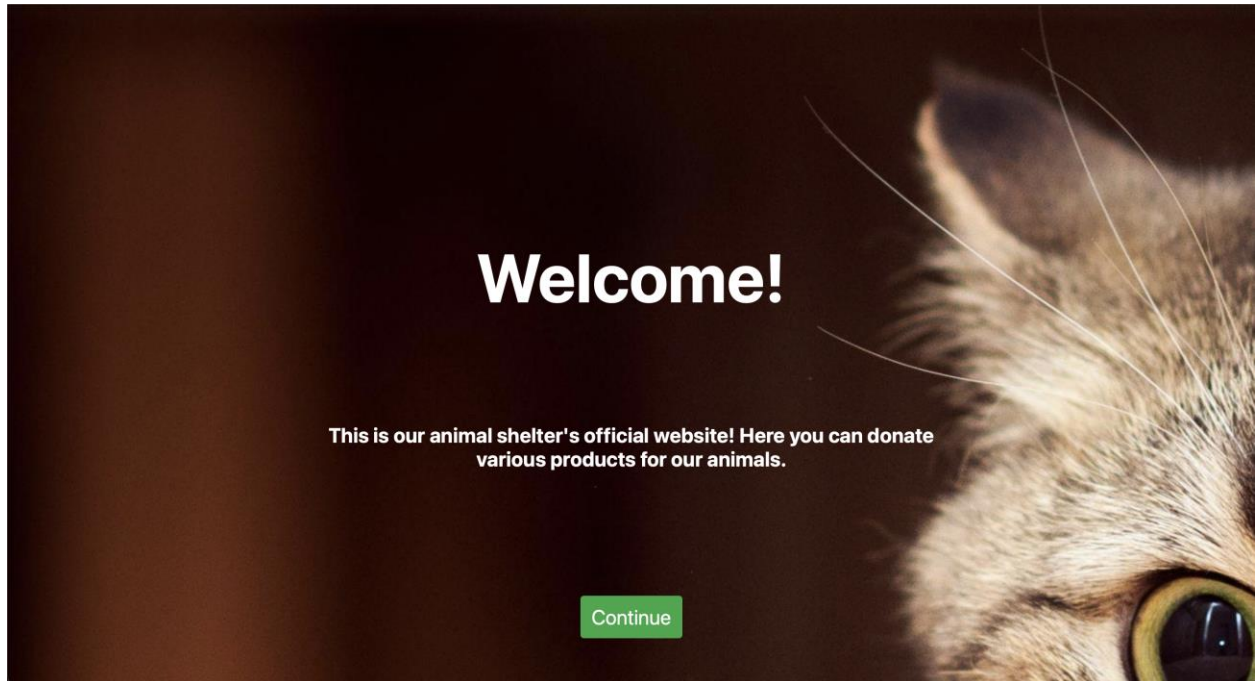 Welcome!
This is our animal shelter's official website! Here you can donate
various products for our animals.
Continue